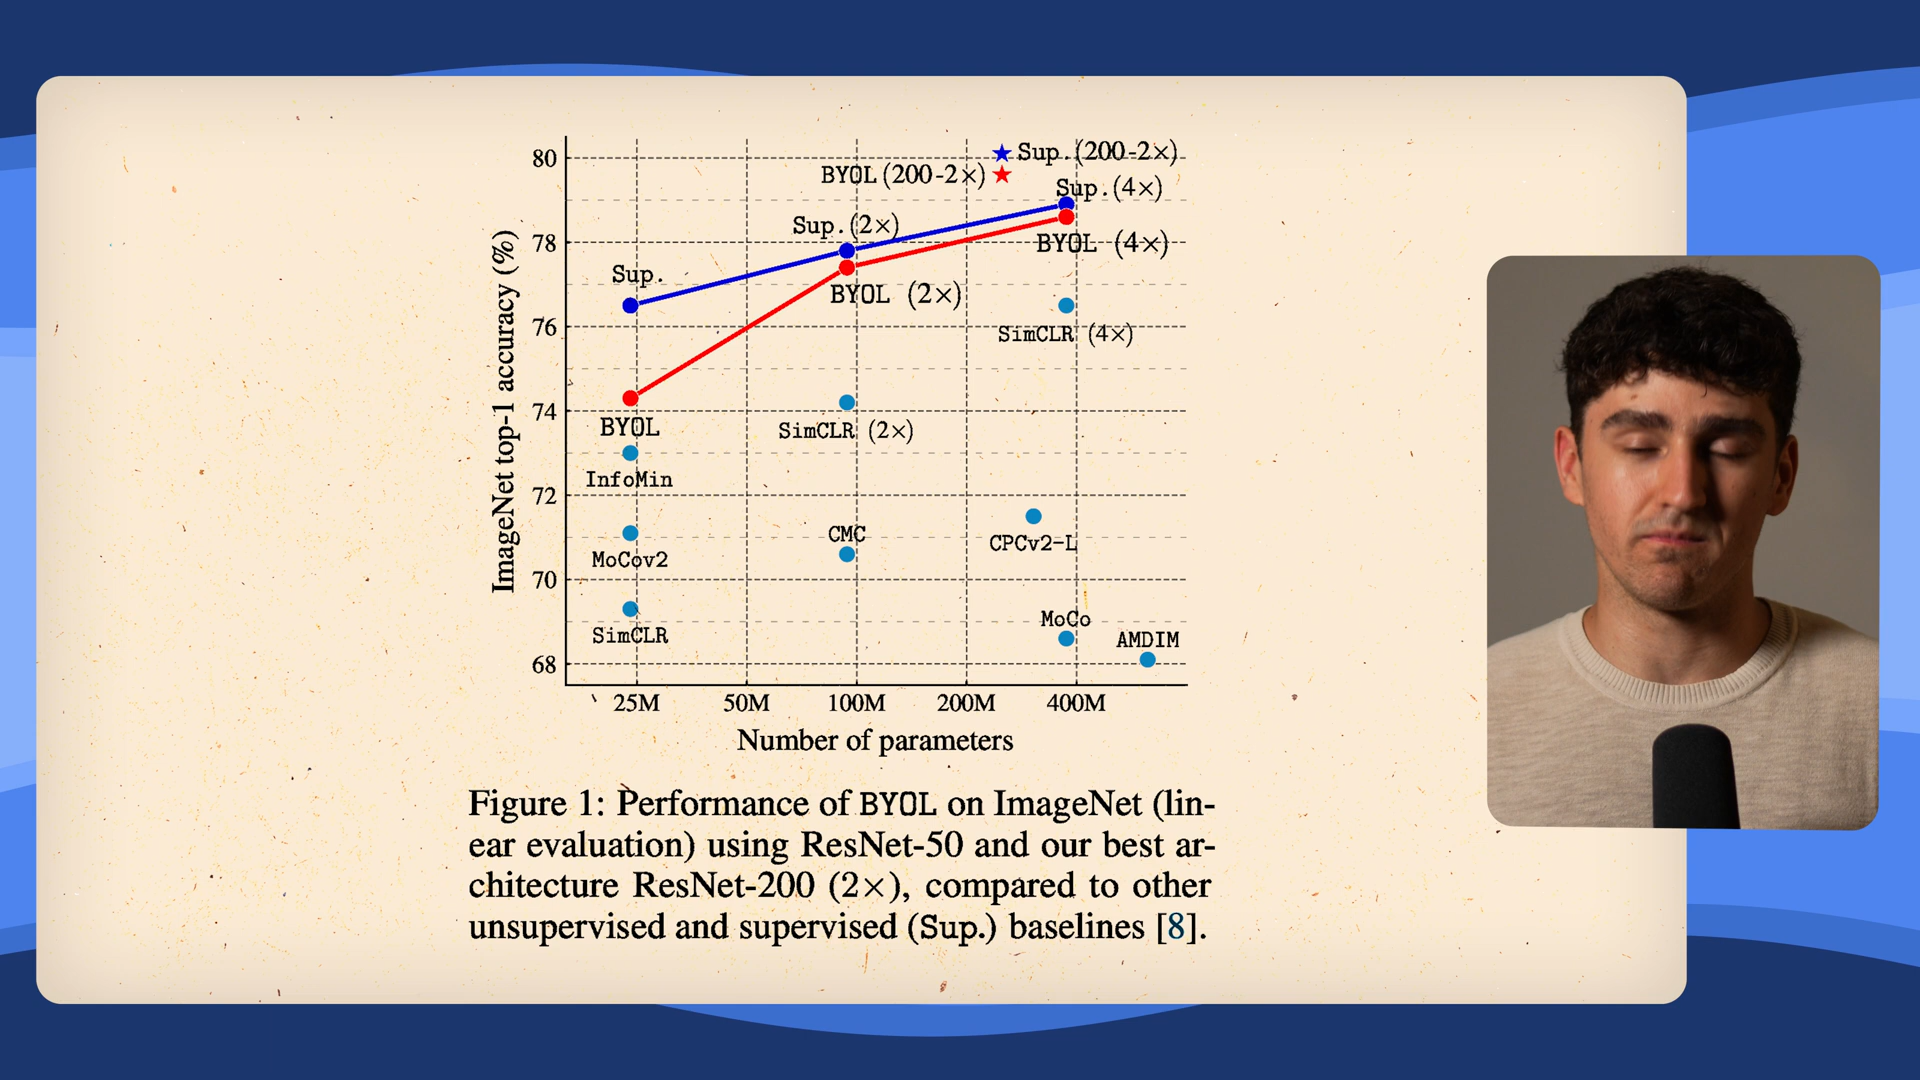 80
78
76
74
72
70
68
ImageNet top-1 accuracy (%)
Sup. (200-2×)
BYOL (200-2×)
Sup. (4×)
Sup. (2×)
BYOL (4×)
Sup.
BYOL (2×)
SimCLR (4×)
BYOL
SimCLR (2×)
InfoMin
CMC
CPCv2-L
MoCov2
MoCo
SimCLR
AMDIM
25M 50M 100M 200M 400M
Number of parameters
Figure 1: Performance of BYOL on ImageNet (lin-
ear evaluation) using ResNet-50 and our best ar-
chitecture ResNet-200 (2×), compared to other
unsupervised and supervised (Sup.) baselines [8].